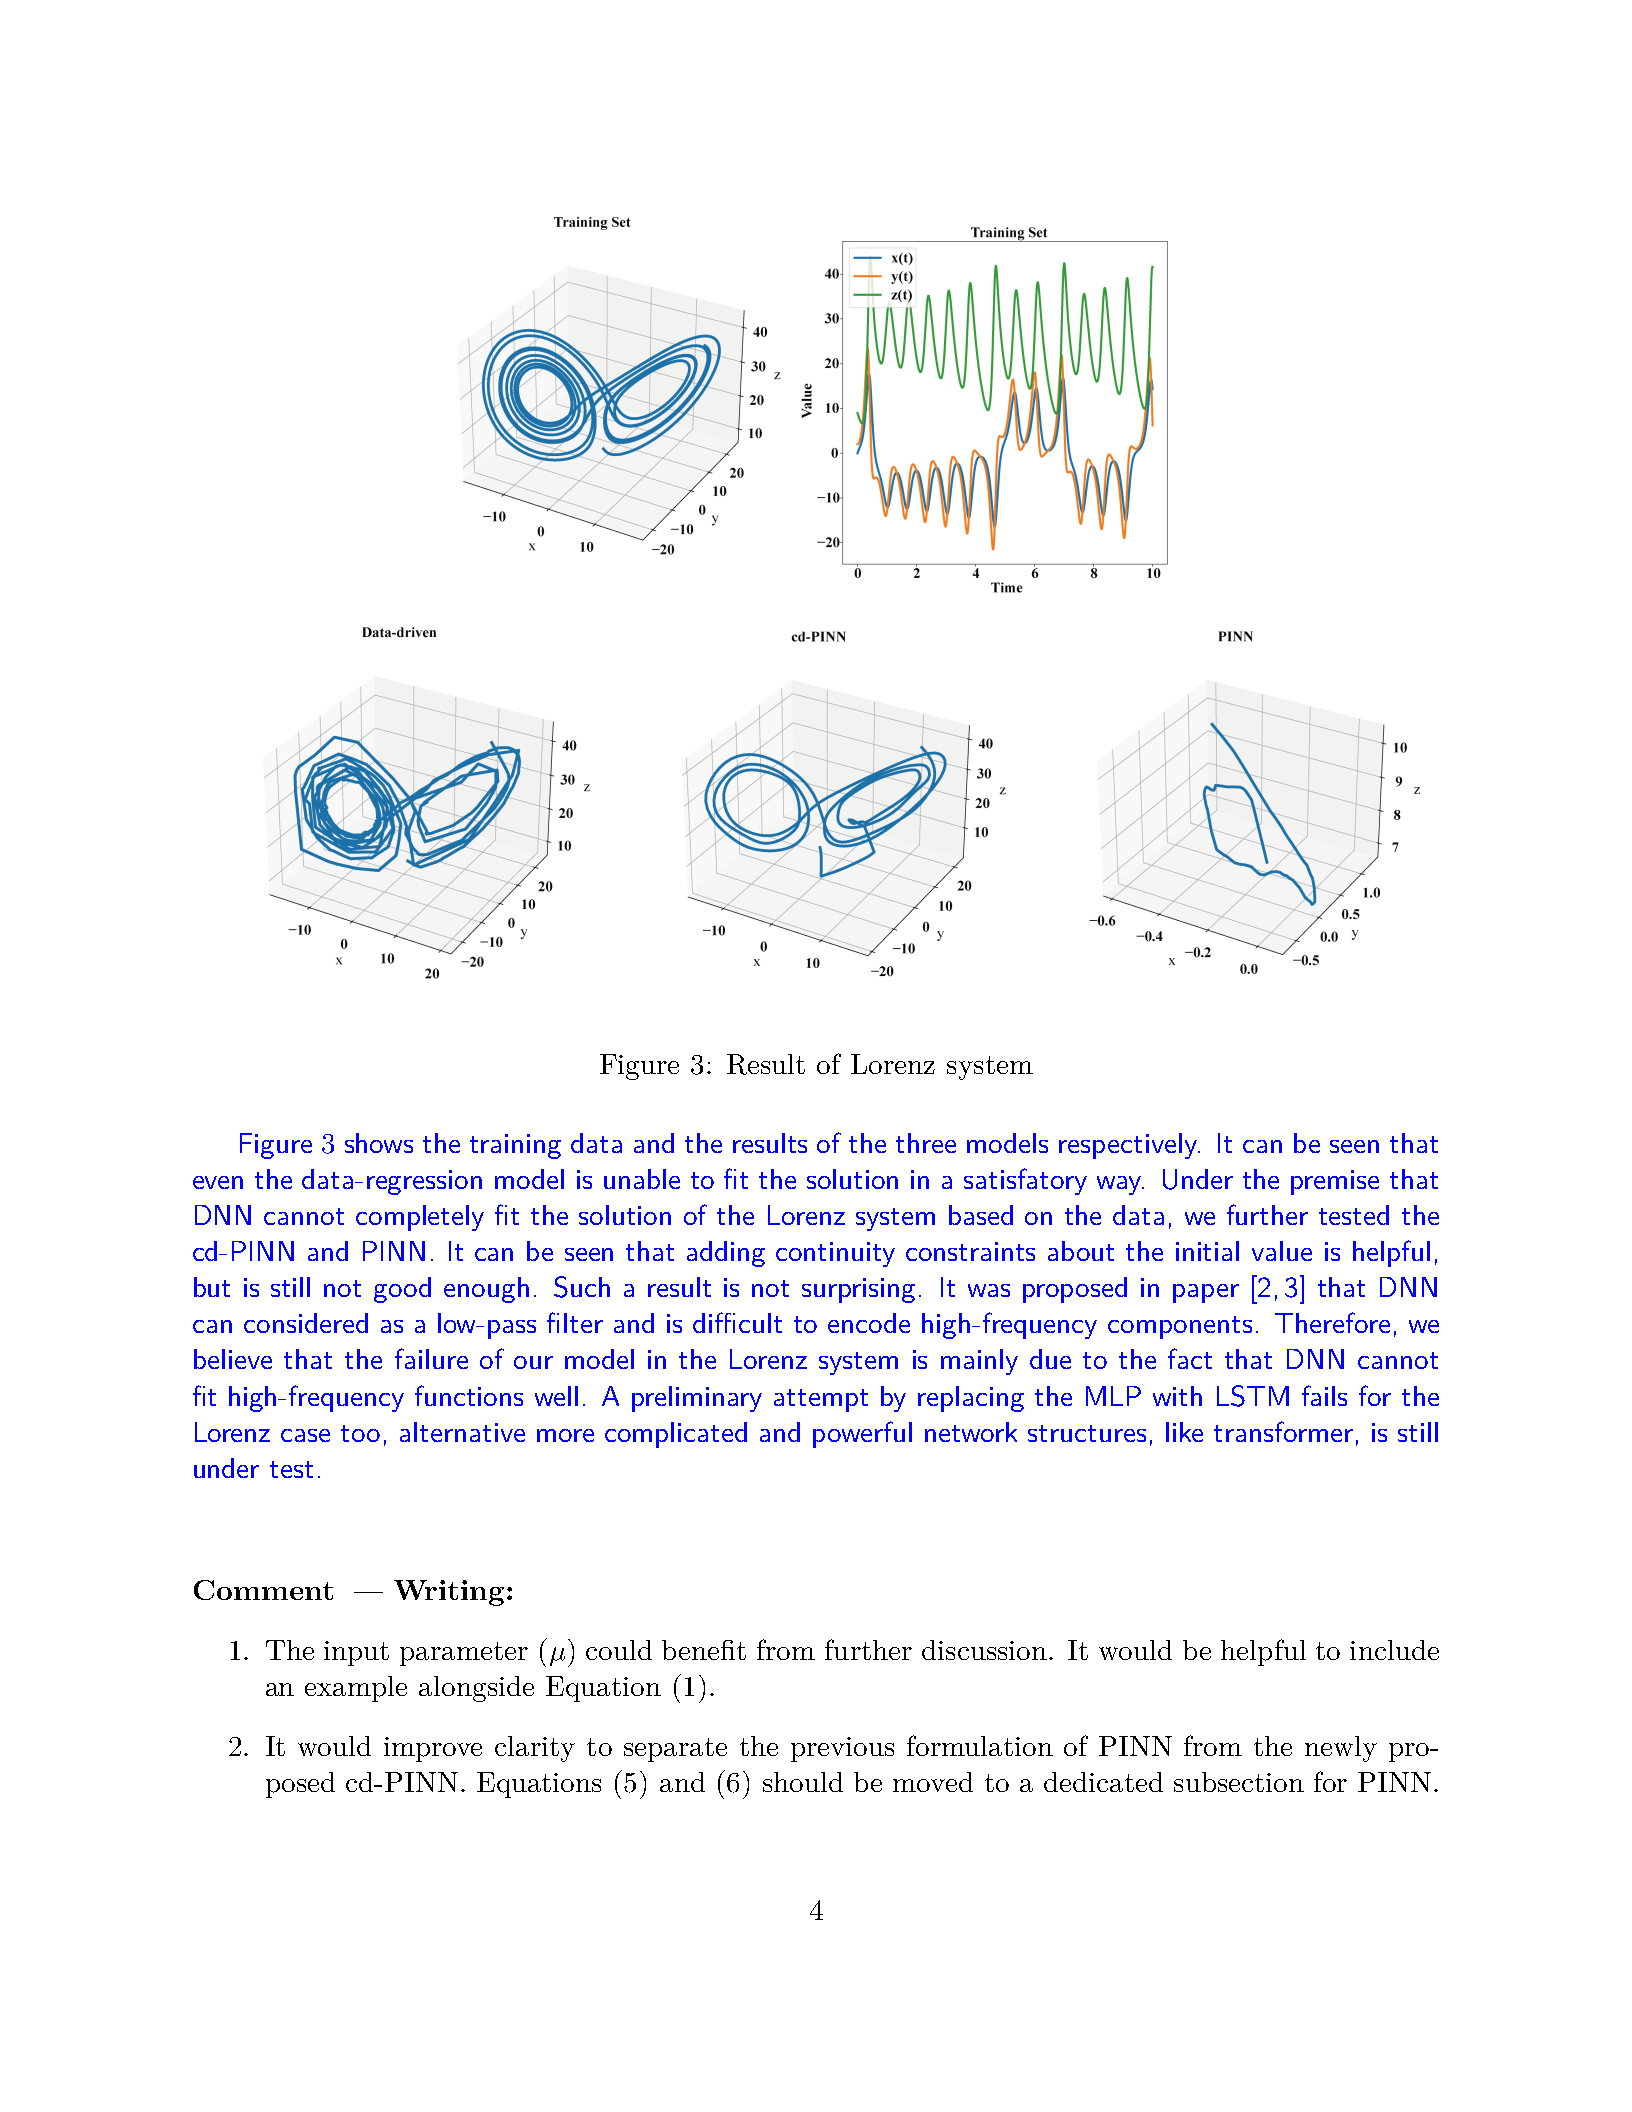 Training Set
40
30
z
20
10
20
10
0
y
−10
−20
−10
0
x
10
Training Set
x(t)
y(t)
z(t)
40
30
20
10
0
−10
−20
Value
0 2 4 6 8 10
Time
Data-driven
40
30
z
20
10
20
10
0
y
−10
−20
−10
0
x
10
20
cd-PINN
40
30
z
20
10
20
10
0
y
−10
−20
−10
0
x
10
PINN
10
9
z
8
7
1.0
0.5
0.0
y
−0.5
−0.6
−0.4
x
−0.2
0.0
Figure 3: Result of Lorenz system
Figure 3 shows the training data and the results of the three models respectively. It can be seen that
even the data-regression model is unable to fit the solution in a satisfatory way. Under the premise that
DNN cannot completely fit the solution of the Lorenz system based on the data, we further tested the
cd-PINN and PINN. It can be seen that adding continuity constraints about the initial value is helpful,
but is still not good enough. Such a result is not surprising. It was proposed in paper [2, 3] that DNN
can considered as a low-pass filter and is difficult to encode high-frequency components. Therefore, we
believe that the failure of our model in the Lorenz system is mainly due to the fact that DNN cannot
fit high-frequency functions well. A preliminary attempt by replacing the MLP with LSTM fails for the
Lorenz case too, alternative more complicated and powerful network structures, like transformer, is still
under test.
Comment — Writing:
1. The input parameter (μ) could benefit from further discussion. It would be helpful to include
an example alongside Equation (1).
2. It would improve clarity to separate the previous formulation of PINN from the newly pro-
posed cd-PINN. Equations (5) and (6) should be moved to a dedicated subsection for PINN.
4